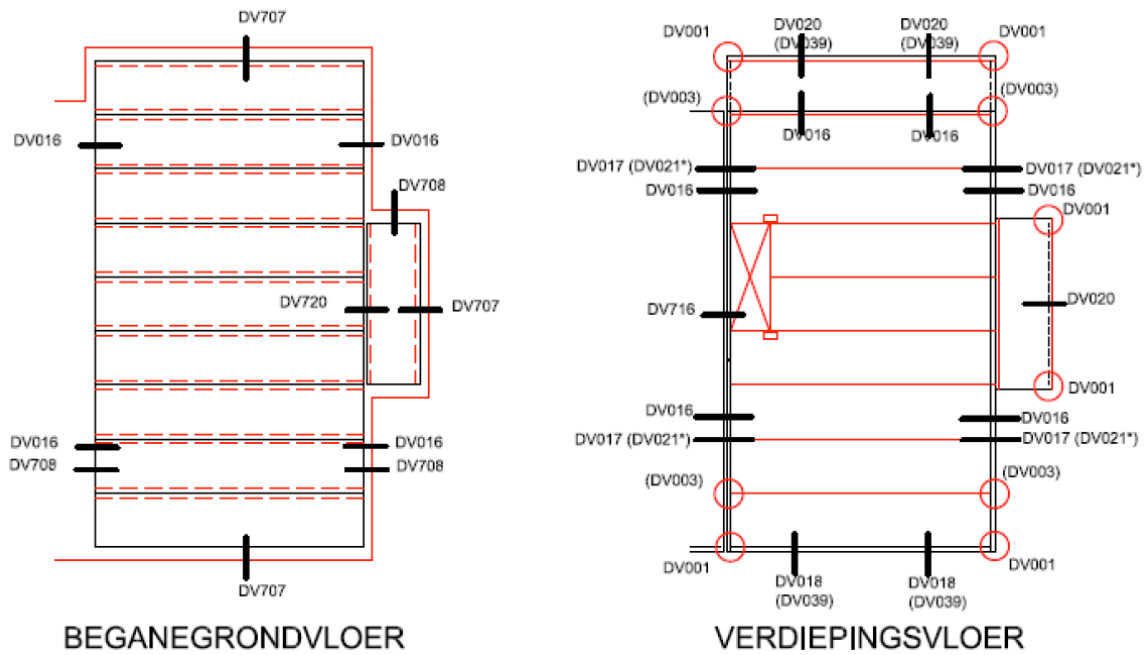 DV707
DV016
DV016
DV708
DV720
DV707
DV016
DV016
DV708
DV708
DV707
BEGANEGRONDVLOER
DV001
DV020
(DV039)
DV020
(DV039)
DV001
(DV003)
(DV003)
DV016
DV016
DV017 (DV021*)
DV017 (DV021*)
DV016
DV016
DV001
DV716
DV020
DV001
DV016
DV016
DV017 (DV021*)
DV017 (DV021*)
(DV003)
(DV003)
DV001
DV001
DV018
(DV039)
DV018
(DV039)
VERDIEPINGSVLOER